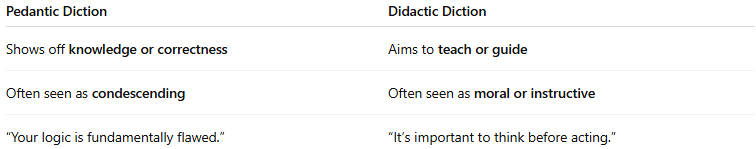 Pedantic Diction Didactic Diction
Shows off knowledge or correctness Aims to teach or guide
Often seen as condescending Often seen as moral or instructive
“Your logic is fundamentally flawed.” “It’s important to think before acting.”